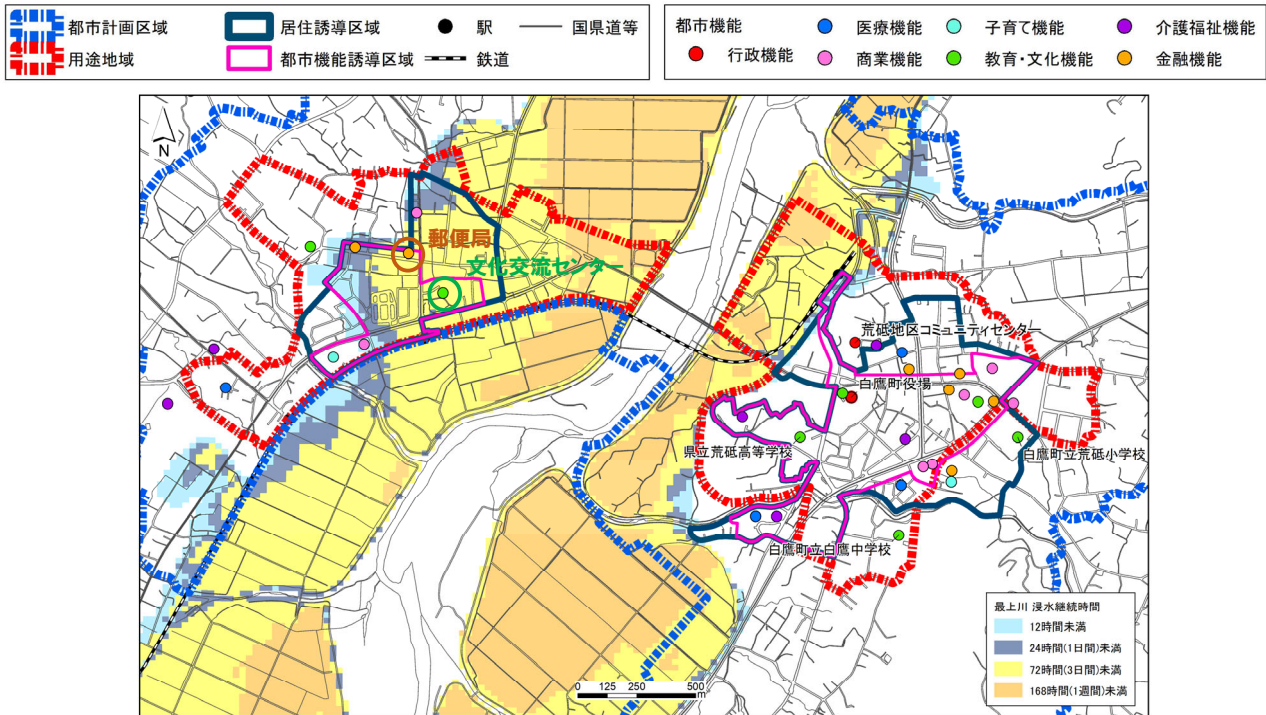 都市計画区域
居住誘導区域
駅
国県道等
用途地域
都市機能誘導区域
鉄道
都市機能
医療機能
子育て機能
介護福祉機能
行政機能
商業機能
教育・文化機能
金融機能
N
郵便局
文化交流センター
荒砥地区コミュニティセンター
白鷹町役場
県立荒砥高等学校
白鷹町立荒砥小学校
白鷹町立白鷹中学校
最上川 浸水継続時間
12時間未満
24時間(1日間)未満
72時間(3日間)未満
168時間(1週間)未満
0 125 250 500
m